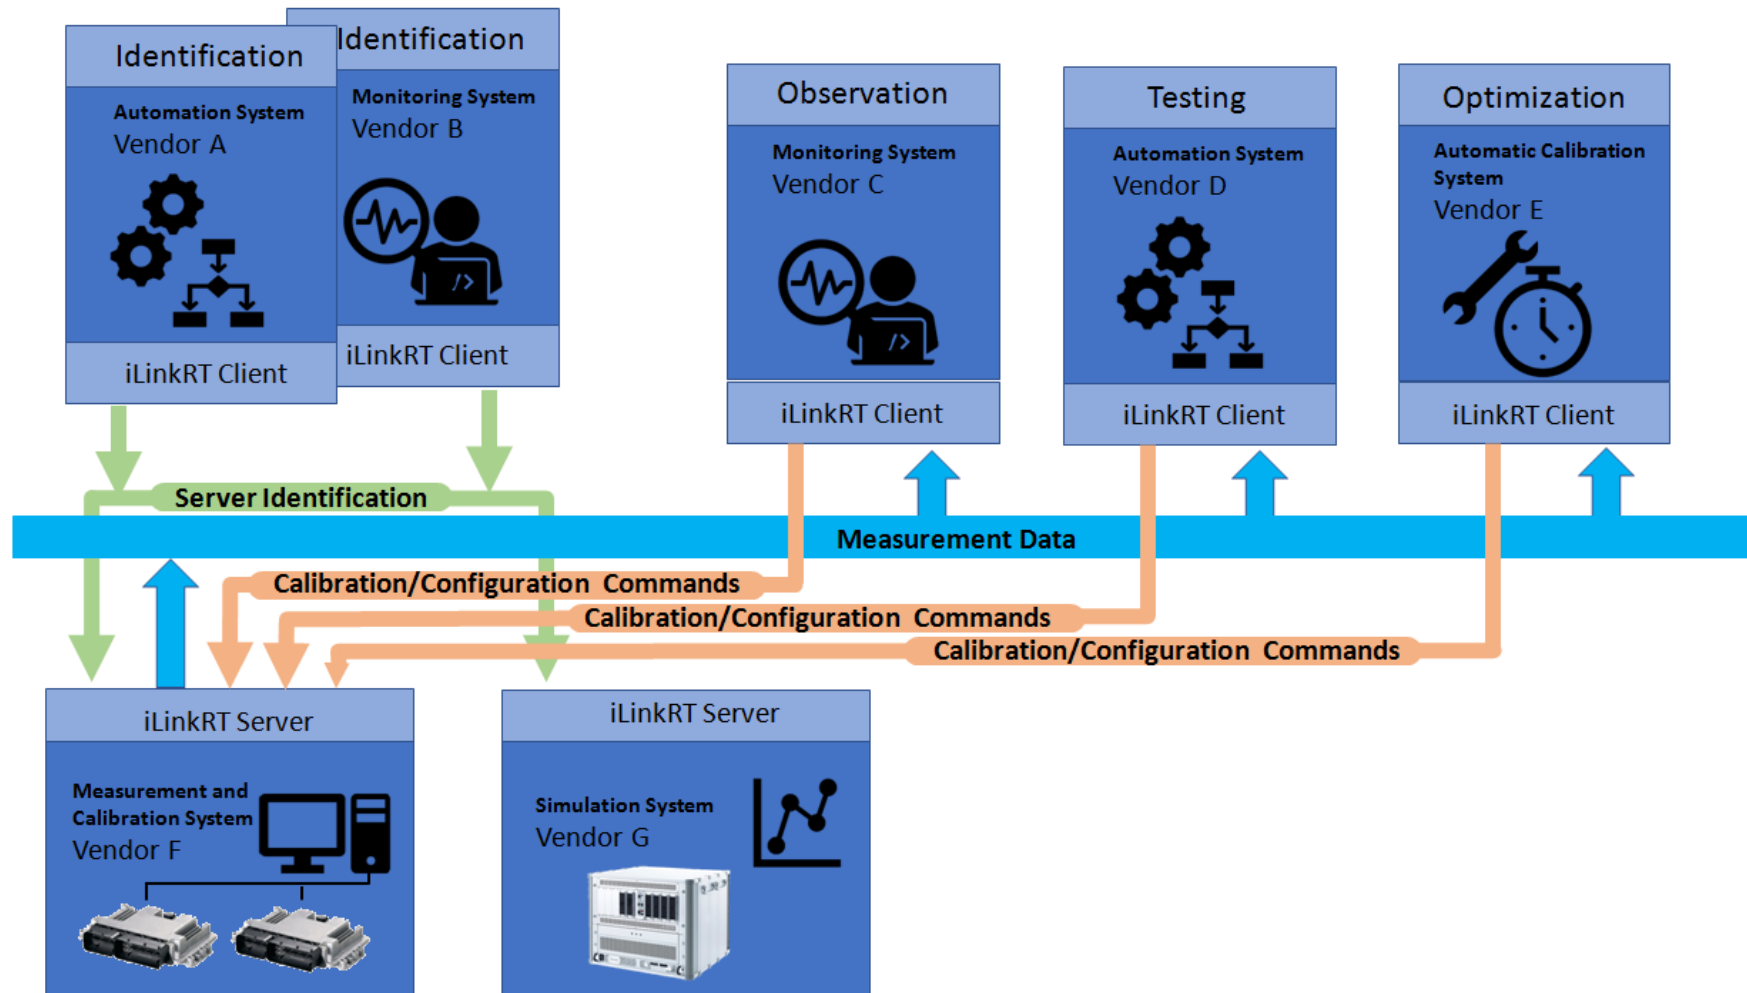 Identification
Automation System
Vendor A
iLinkRT Client
Identification
Monitoring System
Vendor B
iLinkRT Client
Observation
Monitoring System
Vendor C
iLinkRT Client
Testing
Automation System
Vendor D
iLinkRT Client
Optimization
Automatic Calibration
System
Vendor E
iLinkRT Client
Server Identification
Measurement Data
Calibration/Configuration Commands
Calibration/Configuration Commands
Calibration/Configuration Commands
iLinkRT Server
Measurement and
Calibration System
Vendor F
iLinkRT Server
Simulation System
Vendor G